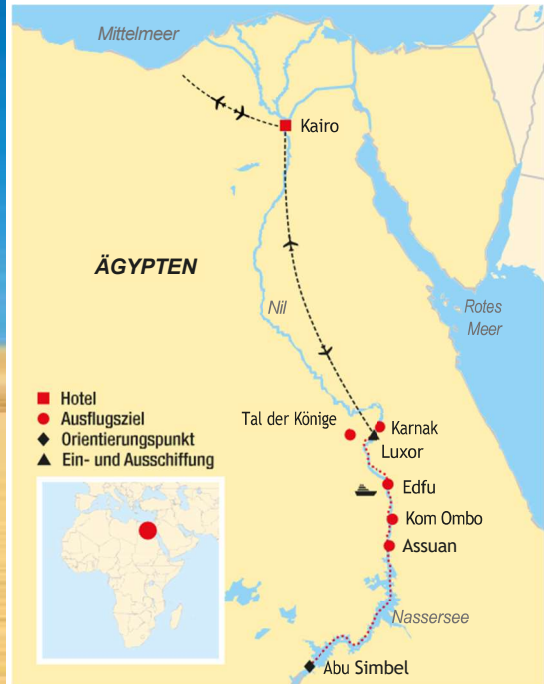 Mittelmeer
Kairo
ÄGYPTEN
Nil
Rotes
Meer
Hotel
Ausflugsziel
Orientierungspunkt
Ein- und Ausschiffung
Tal der Könige
Karnak
Luxor
Edfu
Kom Ombo
Assuan
Nassersee
Abu Simbel